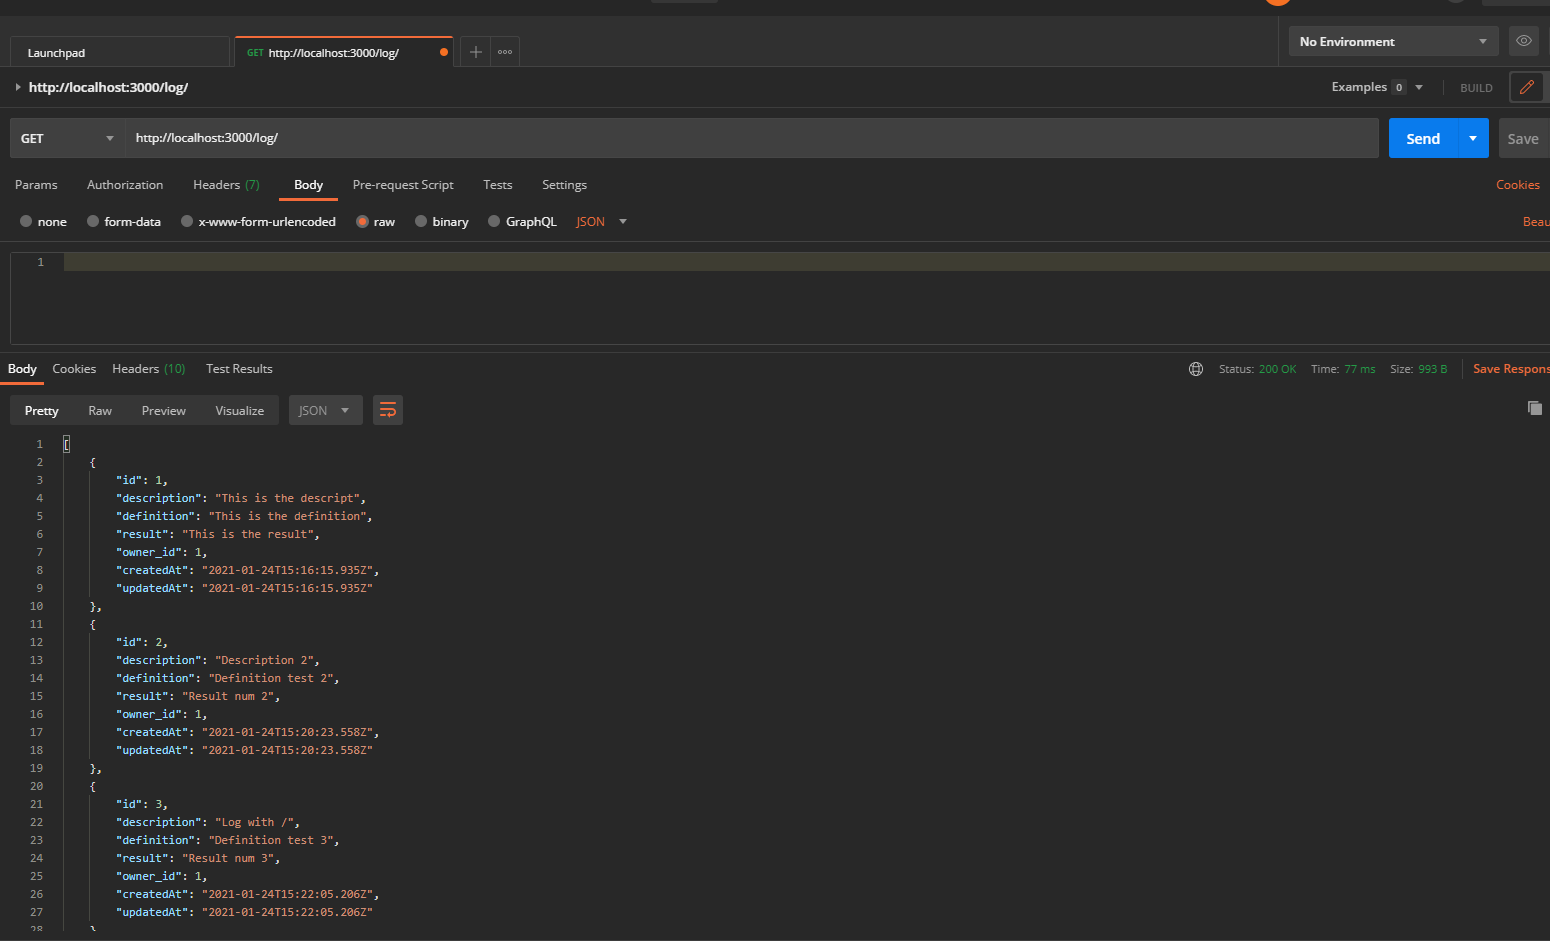 Launchpad
GET http://localhost:3000/log/
No Environment
http://localhost:3000/log/
Examples 0
BUILD
GET http://localhost:3000/log/
Send
Save
Params Authorization Headers (7) Body Pre-request Script Tests Settings
Cookies
none form-data x-www-form-urlencoded raw binary GraphQL JSON
Beau
1
Body Cookies Headers (10) Test Results
Status: 200 OK Time: 77 ms Size: 993 B
Save Respons
Pretty Raw Preview Visualize JSON
1 [
2 {
3 "id": 1,
4 "description": "This is the descript",
5 "definition": "This is the definition",
6 "result": "This is the result",
7 "owner_id": 1,
8 "createdAt": "2021-01-24T15:16:15.935Z",
9 "updatedAt": "2021-01-24T15:16:15.935Z"
10 },
11 {
12 "id": 2,
13 "description": "Description 2",
14 "definition": "Definition test 2",
15 "result": "Result num 2",
16 "owner_id": 1,
17 "createdAt": "2021-01-24T15:20:23.558Z",
18 "updatedAt": "2021-01-24T15:20:23.558Z"
19 },
20 {
21 "id": 3,
22 "description": "Log with /",
23 "definition": "Definition test 3",
24 "result": "Result num 3",
25 "owner_id": 1,
26 "createdAt": "2021-01-24T15:22:05.206Z",
27 "updatedAt": "2021-01-24T15:22:05.206Z"
28 }